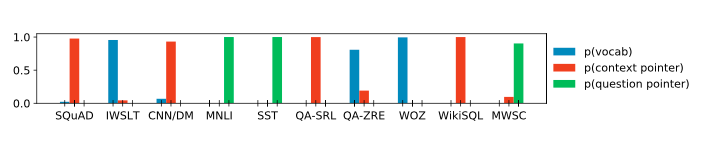 1.0
0.5
0.0
SQuAD IWSLT CNN/DM MNLI SST QA-SRL QA-ZRE WOZ WikiSQL MWSC
p(vocab)
p(context pointer)
p(question pointer)